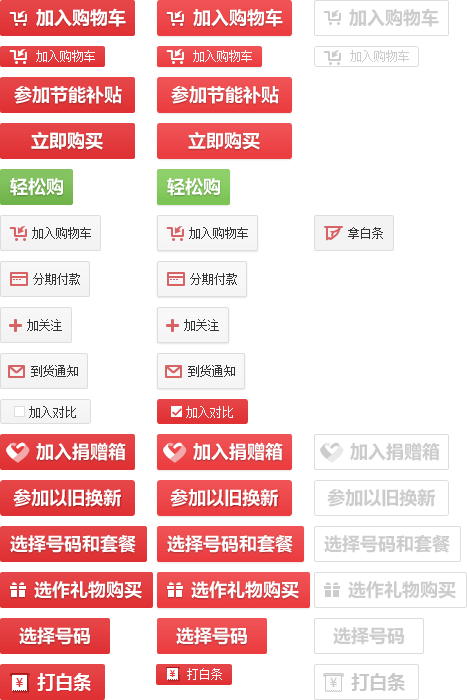 加入购物车 加入购物车 加入购物车
加入购物车 加入购物车 加入购物车
参加节能补贴 参加节能补贴
立即购买 立即购买
轻松购 轻松购
加入购物车 加入购物车 拿白条
分期付款 分期付款
加关注 加关注
到货通知 到货通知
加入对比 加入对比
加入捐赠箱 加入捐赠箱 加入捐赠箱
参加以旧换新 参加以旧换新 参加以旧换新
选择号码和套餐 选择号码和套餐 选择号码和套餐
选作礼物购买 选作礼物购买 选作礼物购买
选择号码 选择号码 选择号码
¥ 打白条 ¥ 打白条 ¥ 打白条